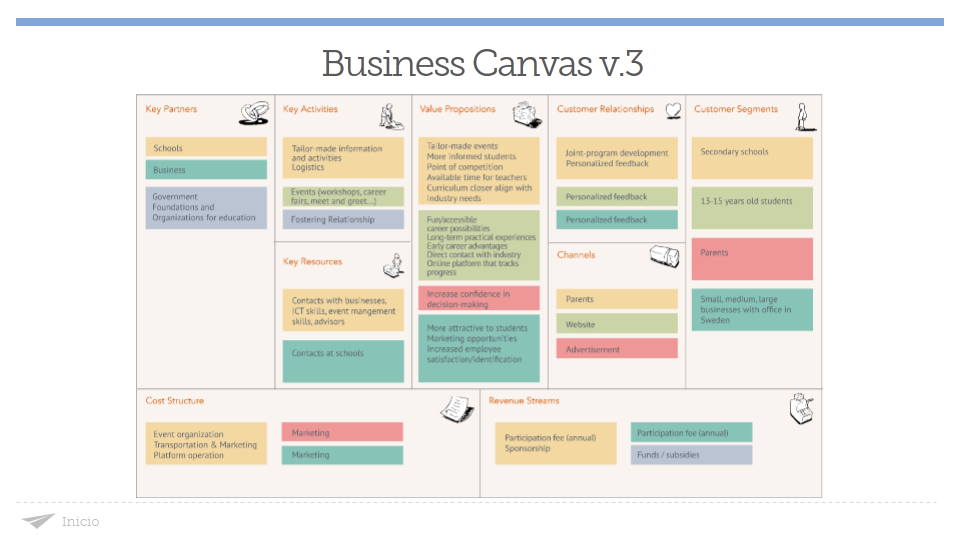 Business Canvas v.3
Key Partners
Schools
Business
Government
Foundations and
Organizations for education
Key Activities
Tailor-made information
and activities
Logistics
Events (workshops, career
fairs, meet and greet...)
Fostering Relationship
Key Resources
Contacts with businesses,
ICT skills, event mangement
skills, advisors
Contacts at schools
Value Propositions
Tailor-made events
More informed students
Point of competition
Available time for teachers
Curriculum closer align with
Industry needs
Fun/accessible
career possibilities
Long-term practical experiences
Early career advantages
Direct contact with industry
Online platform that tracks
progress
Increase confidence in
decision-making
More attractive to students
Marketing opportunities
Increased employee
satisfaction/identification
Customer Relationships
Joint-program development
Personalized feedback
Personalized feedback
Personalized feedback
Channels
Parents
Website
Advertisement
Customer Segments
Secondary schools
13-15 years old students
Parents
Small, medium, large
businesses with office in
Sweden
Cost Structure
Event organization
Transportation & Marketing
Platform operation
Marketing
Marketing
Revenue Streams
Participation fee (annual)
Sponsorship
Participation fee (annual)
Funds / subsidies
Inicio